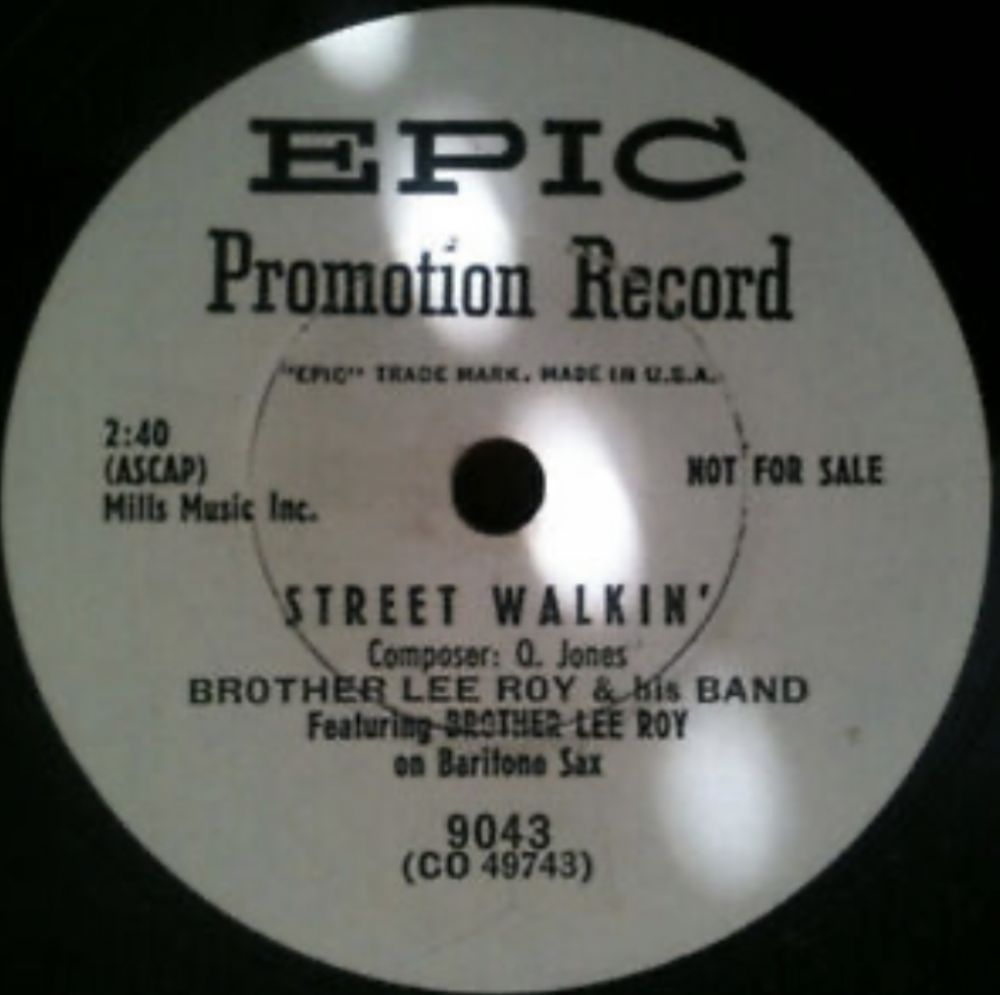 EPIC
Promotion Record
"EPIC" TRADE MARK. MADE IN U.S.A.
2:40
(ASCAP)
Mills Music Inc.
NOT FOR SALE
STREET WALKIN'
Composer: Q. Jones
BROTHER LEE ROY & his BAND
Featuring BROTHER LEE ROY
on Baritone Sax
9043
(CO 49743)